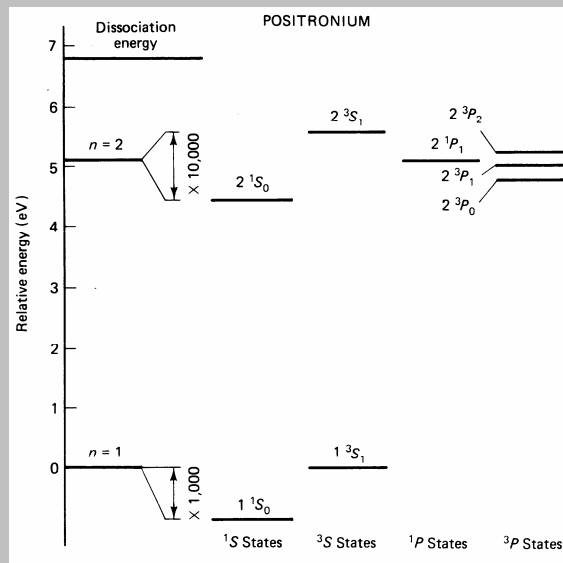 POSITRONIUM
Dissociation
energy
7
6
5
4
3
2
1
0
Relative energy (eV)
n = 2
× 10,000
2 ¹S₀
2 ³S₁
2 ¹P₁
2 ³P₂
2 ³P₁
2 ³P₀
n = 1
× 1,000
1 ¹S₀
1 ³S₁
¹S States
³S States
¹P States
³P States